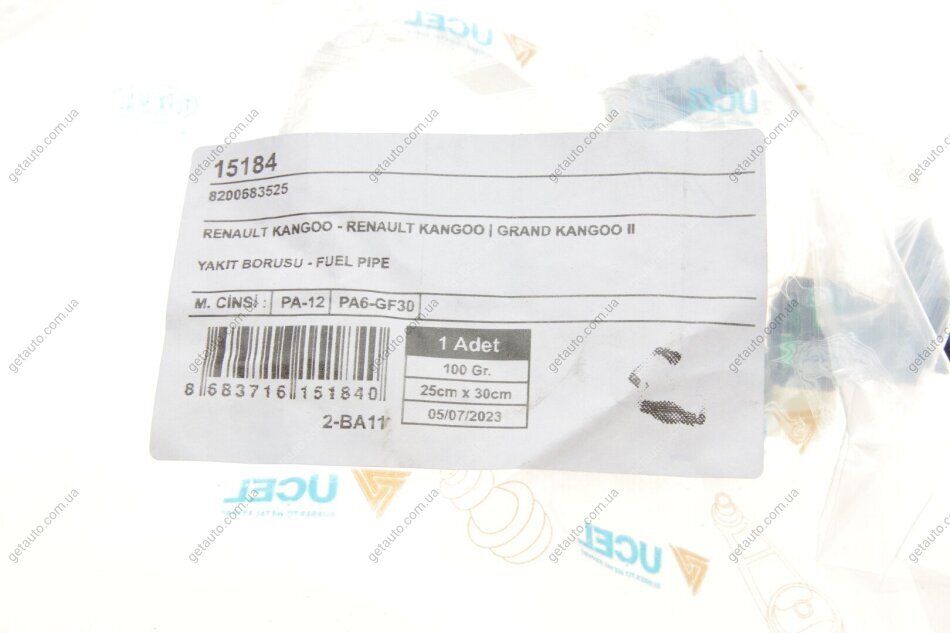 UCEL
UCEL
15184
8200683525
RENAULT KANGOO - RENAULT KANGOO | GRAND KANGOO II
YAKIT BORUSU - FUEL PIPE
M. CİNSİ : PA-12 PA6-GF30
1 Adet
100 Gr.
25cm x 30cm
05/07/2023
8 683716 151840
2-BA11
UCEL
UCEL
getauto.com.ua